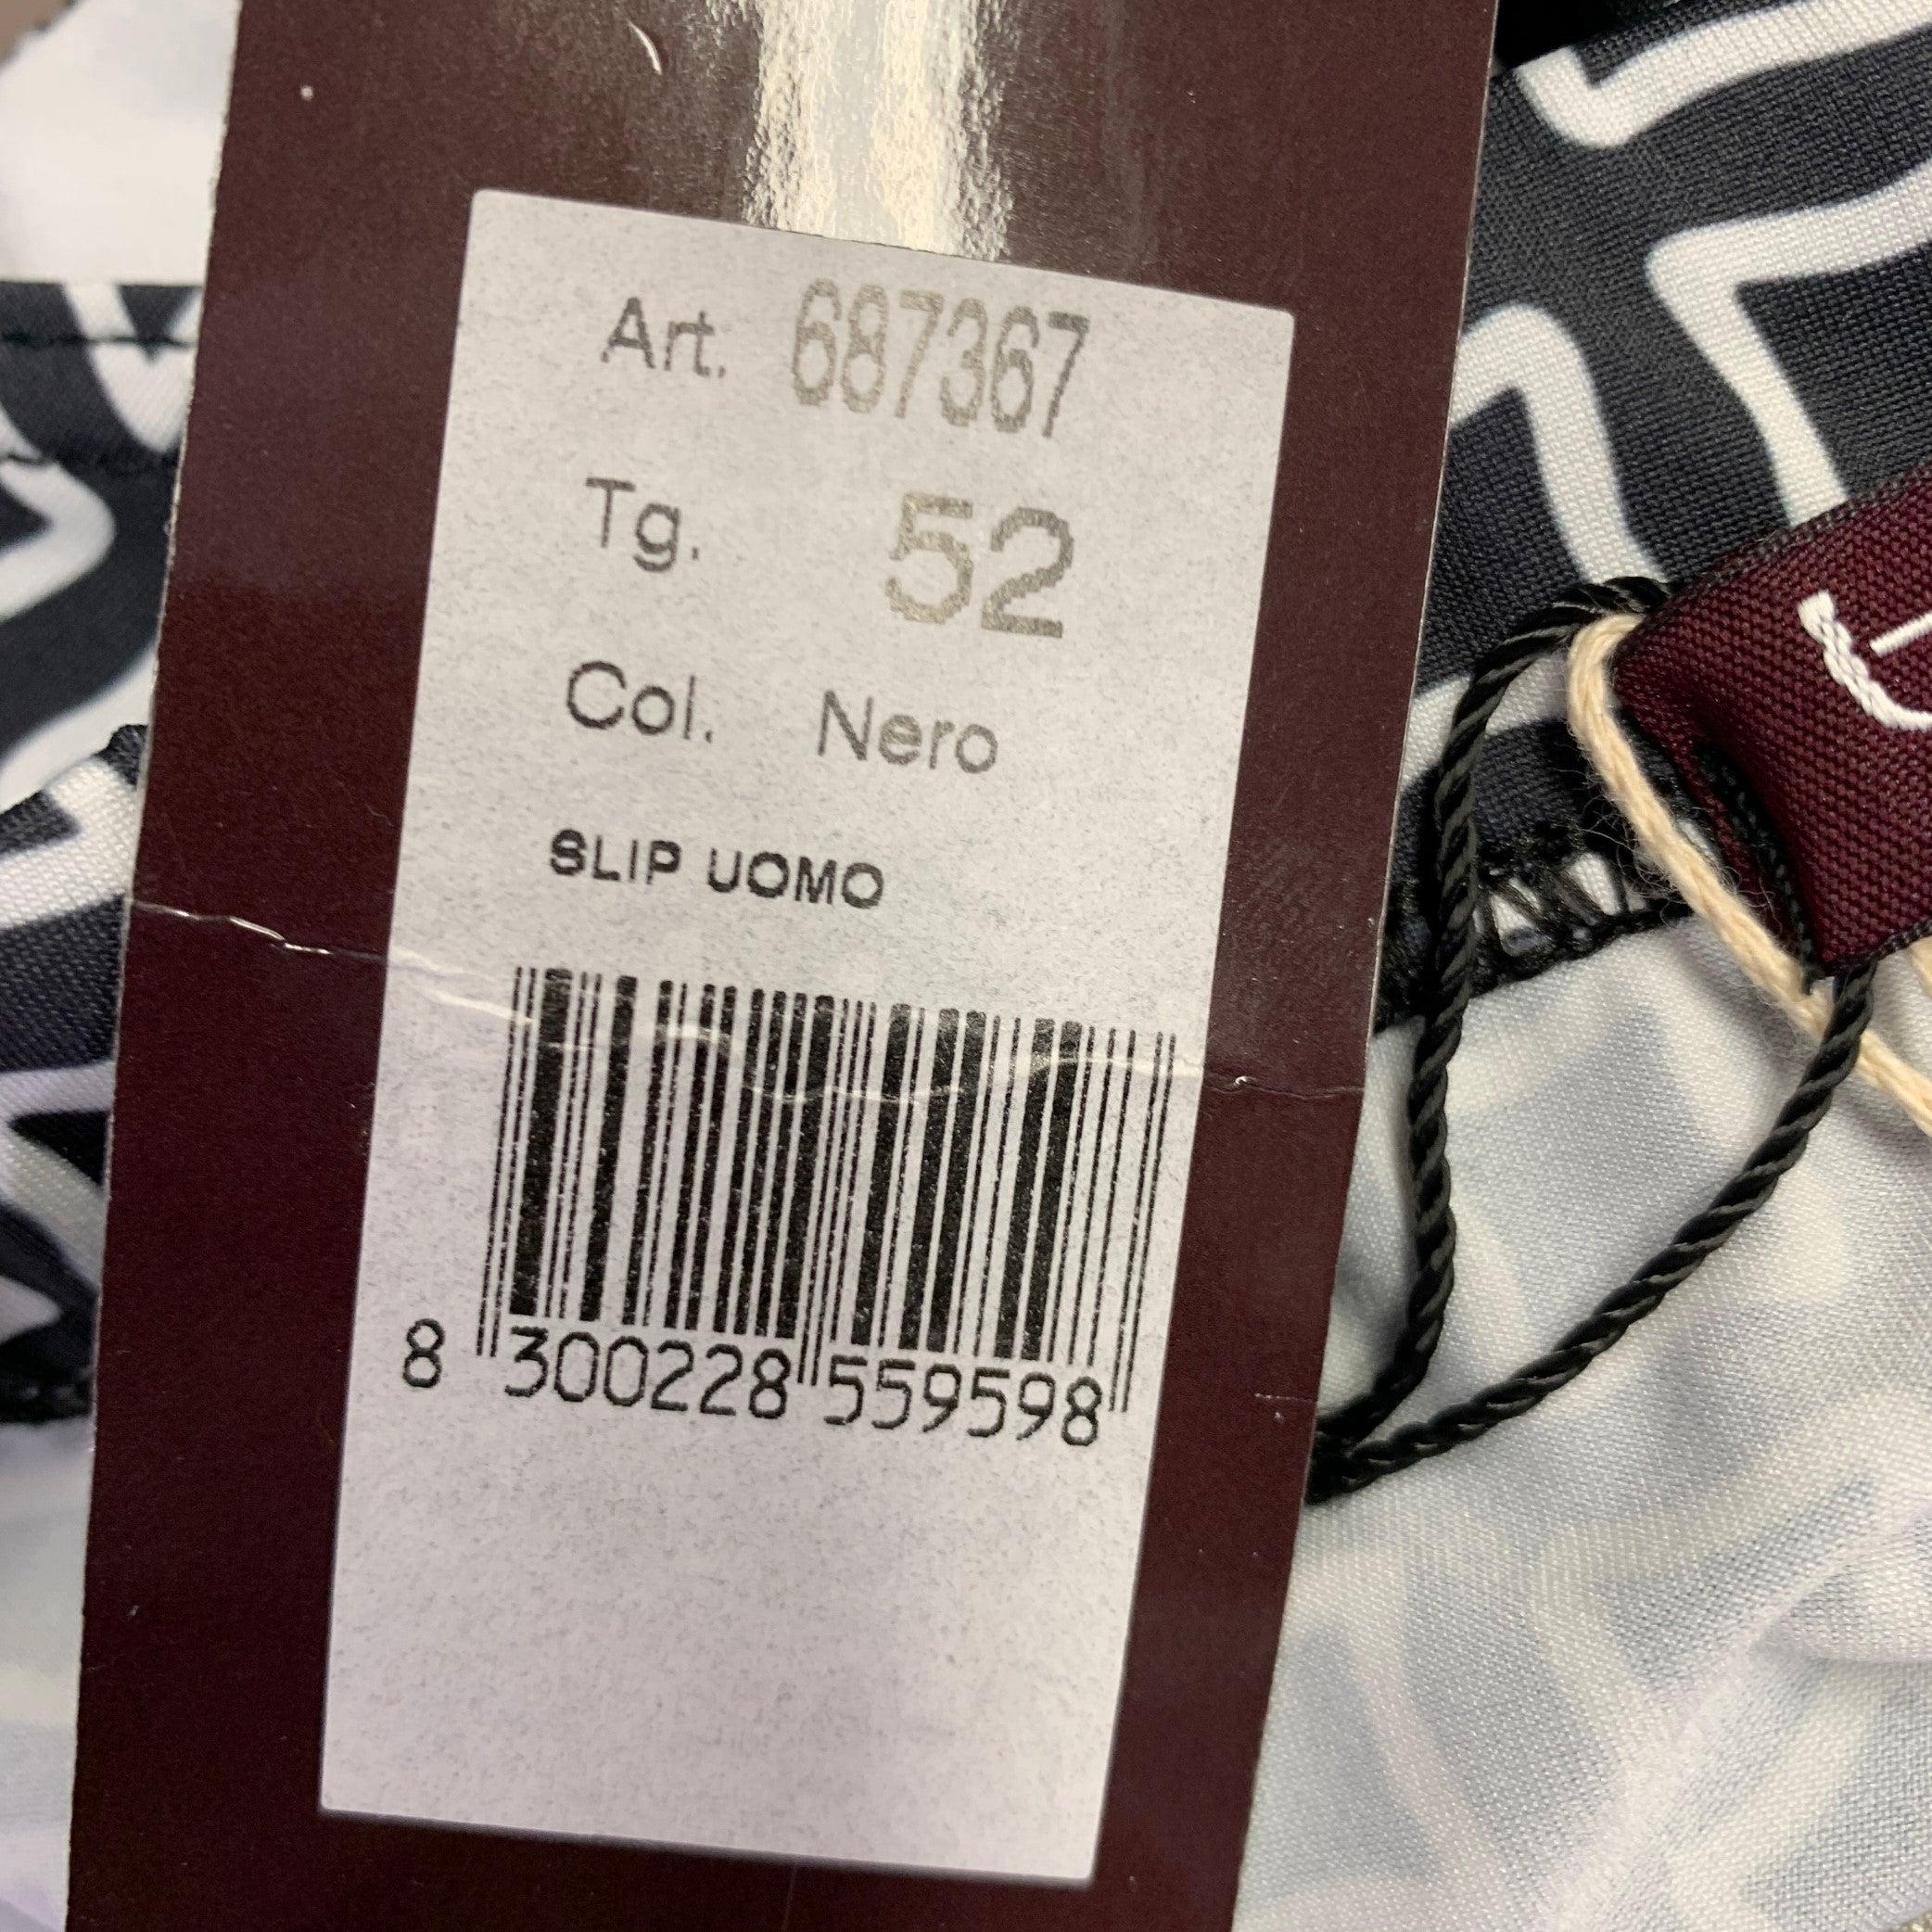 Art. 687367
Tg. 52
Col. Nero
SLIP UOMO
8 300228 559598